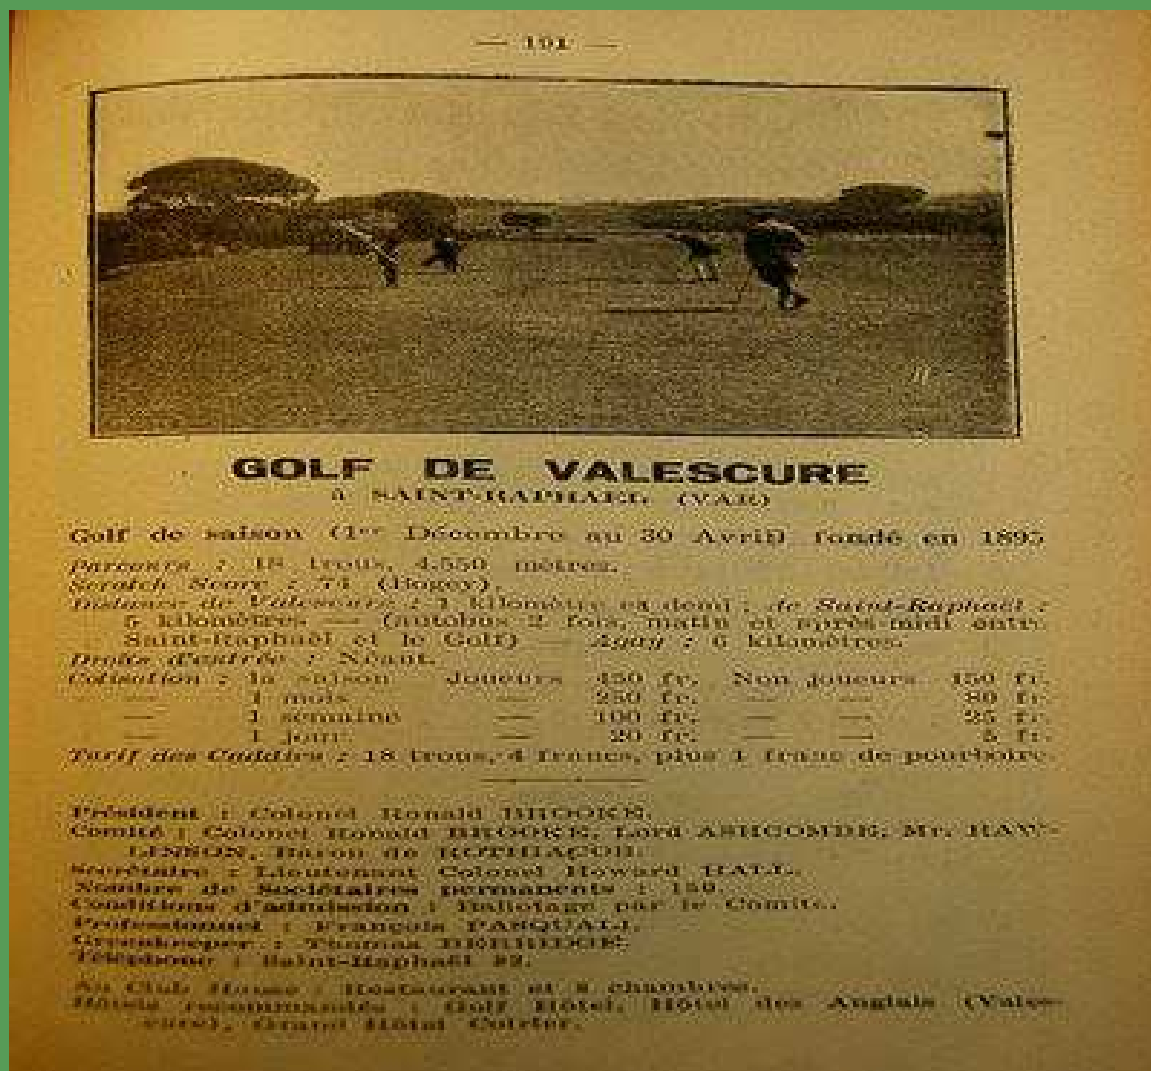 — 191 —
GOLF DE VALESCURE
à SAINT-RAPHAEL (VAR)
Golf de saison (1er Décembre au 30 Avril) fondé en 1895
Parcours : 18 trous, 4.550 mètres.
Scratch Score : 74 (Bogey).
Distance de Valescure : 1 kilomètre et demi ; de Saint-Raphaël :
5 kilomètres — (autobus 2 fois, matin et après-midi entre
Saint-Raphaël et le Golf) — Agay : 6 kilomètres.
Droits d'entrée : Néant.
Cotisation : la saison Joueurs 450 fr. Non joueurs 150 fr.
— 1 mois — 250 fr. — — 80 fr.
— 1 semaine — 100 fr. — — 25 fr.
— 1 jour — 20 fr. — — 5 fr.
Tarif des Caddies : 18 trous, 4 francs, plus 1 franc de pourboire.
Président : Colonel Ronald BROOKE.
Comité : Colonel Ronald BROOKE, Lord ASHCOMBE, Mr. RAW-
LINSON, Baron de
Secrétaire : Lieutenant Colonel Howard HALL.
Nombre de Sociétaires permanents : 150.
Conditions d'admission : Ballotage par le Comité.
Professionnel : François PASQUALI.
Greenkeeper : Thomas
Téléphone : Saint-Raphaël
Au Club House : Restaurant et 8 chambres.
Hôtels recommandés : Golf Hôtel, Hôtel des Anglais (Vales-
cure), Grand Hôtel